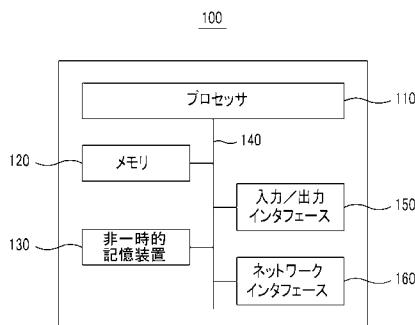 100
プロセッサ
110
140
120
メモリ
入力／出力
インタフェース
150
130
非一時的
記憶装置
ネットワーク
インタフェース
160